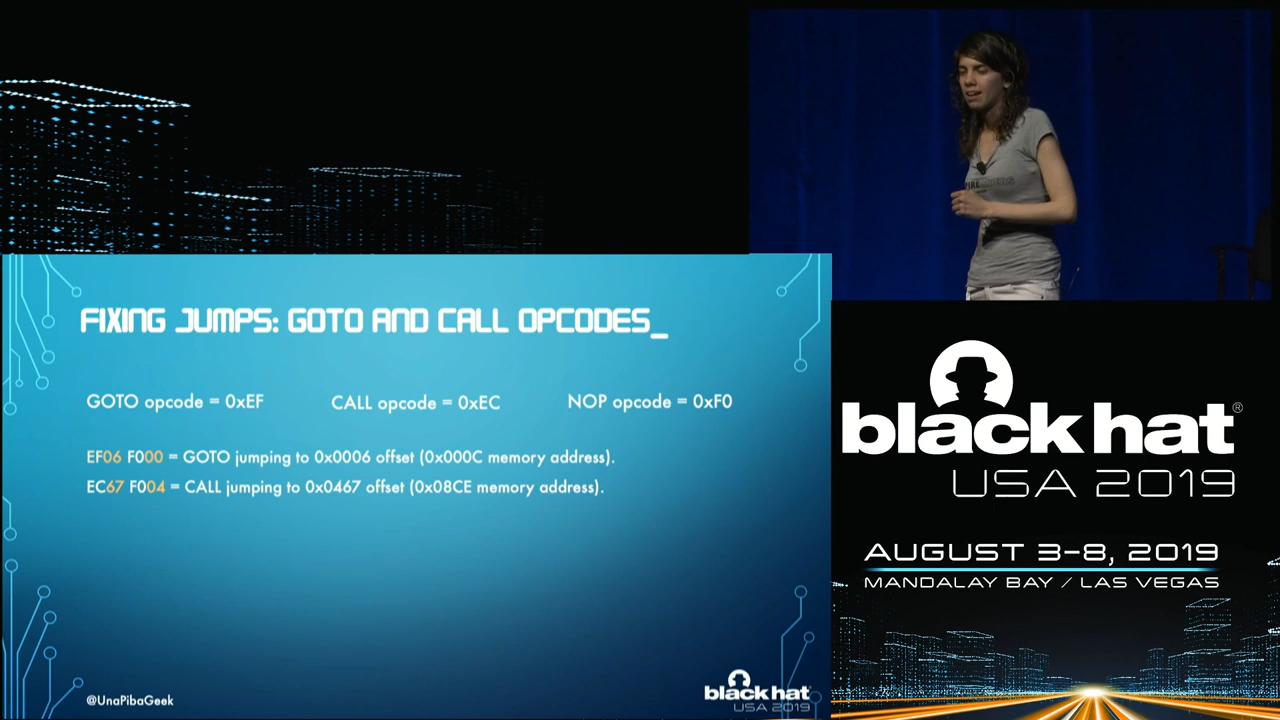 FIXING JUMPS: GOTO AND CALL OPCODES_
GOTO opcode = 0xEF
CALL opcode = 0xEC
NOP opcode = 0xF0
EF06 F000 = GOTO jumping to 0x0006 offset (0x000C memory address).
EC67 F004 = CALL jumping to 0x0467 offset (0x08CE memory address).
@UnaPibaGeek
black hat
USA 2019
black hat®
USA 2019
AUGUST 3-8, 2019
MANDALAY BAY / LAS VEGAS